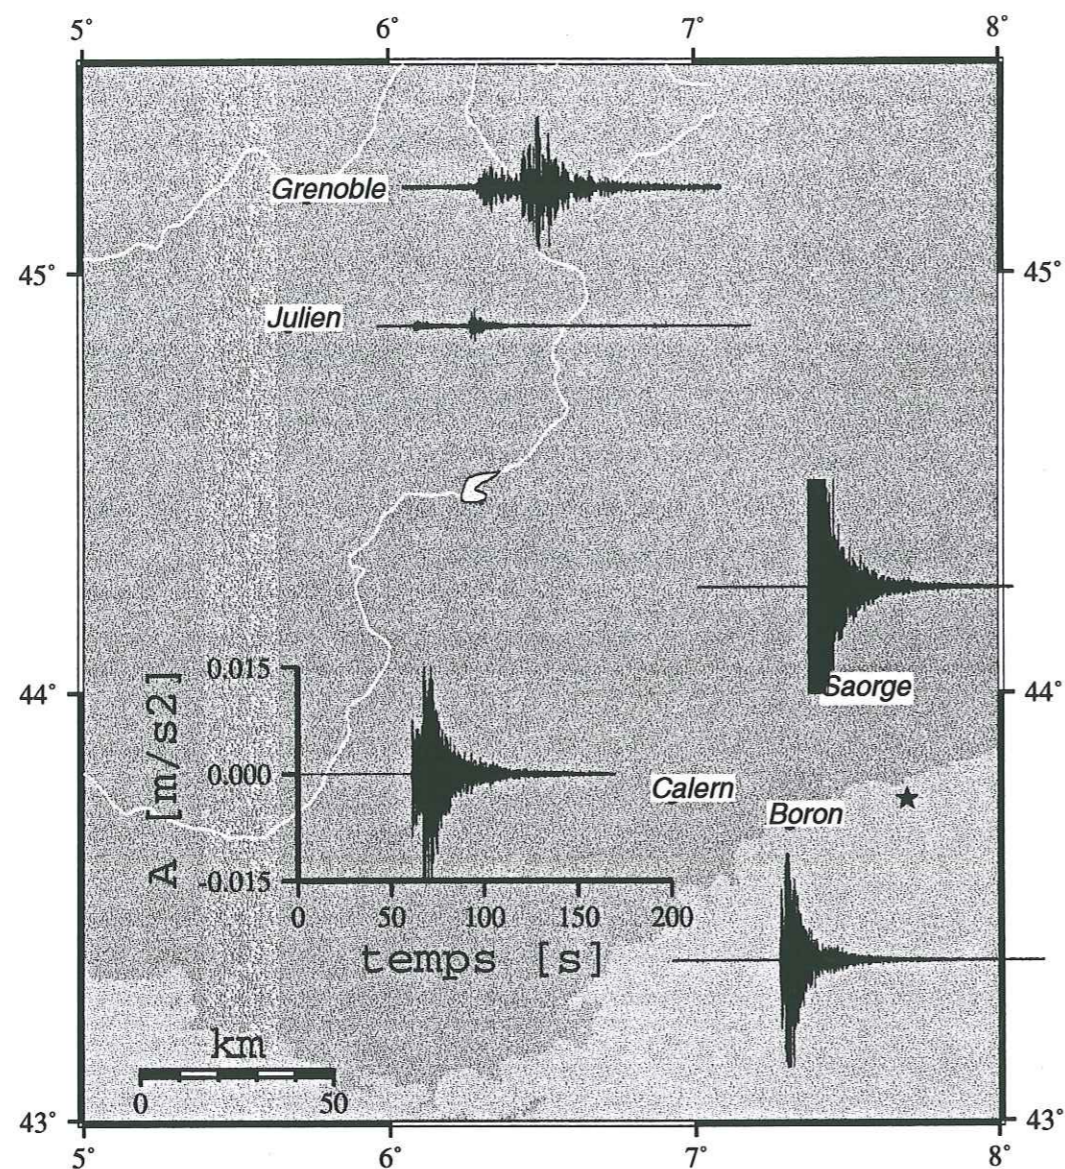 5° 6° 7° 8°
Grenoble
45° 45°
Julien
Saorge
44° 44°
0.015
0.000
-0.015
A [m/s2]
Calern
Boron
0 50 100 150 200
temps [s]
km
0 50
43° 43°
5° 6° 7° 8°